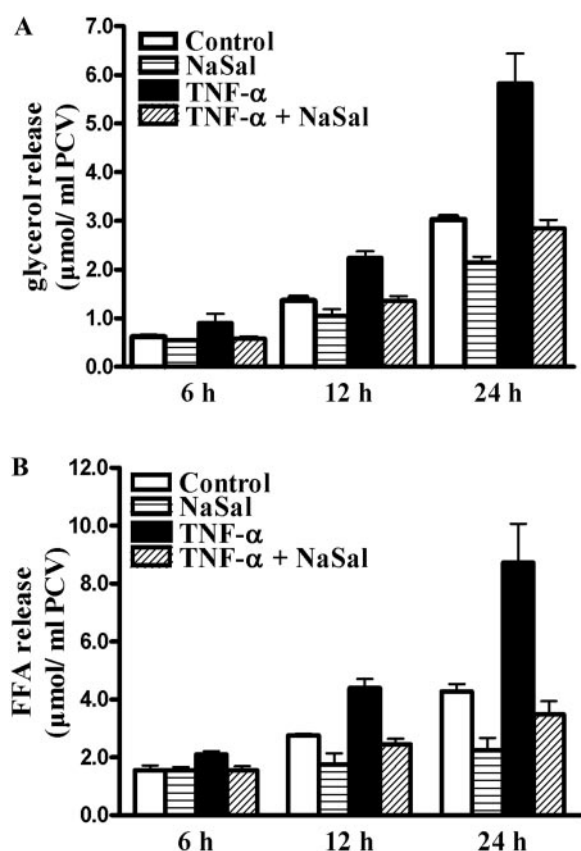 A
7.0
6.0
5.0
4.0
3.0
2.0
1.0
0.0
glycerol release
(μmol/ ml PCV)
Control
NaSal
TNF-α
TNF-α + NaSal
6 h 12 h 24 h
B
12.0
10.0
8.0
6.0
4.0
2.0
0.0
FFA release
(μmol/ ml PCV)
Control
NaSal
TNF-α
TNF-α + NaSal
6 h 12 h 24 h